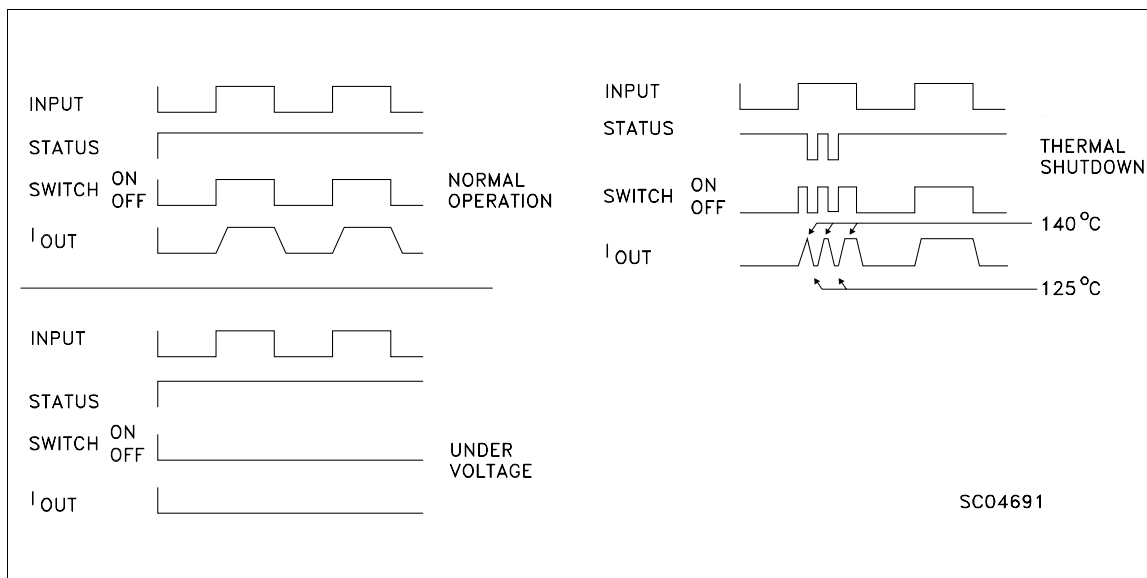 INPUT
STATUS
SWITCH ON
OFF
I OUT
NORMAL
OPERATION
INPUT
STATUS
SWITCH ON
OFF
I OUT
UNDER
VOLTAGE
INPUT
STATUS
SWITCH ON
OFF
I OUT
THERMAL
SHUTDOWN
140 °C
125 °C
SC04691